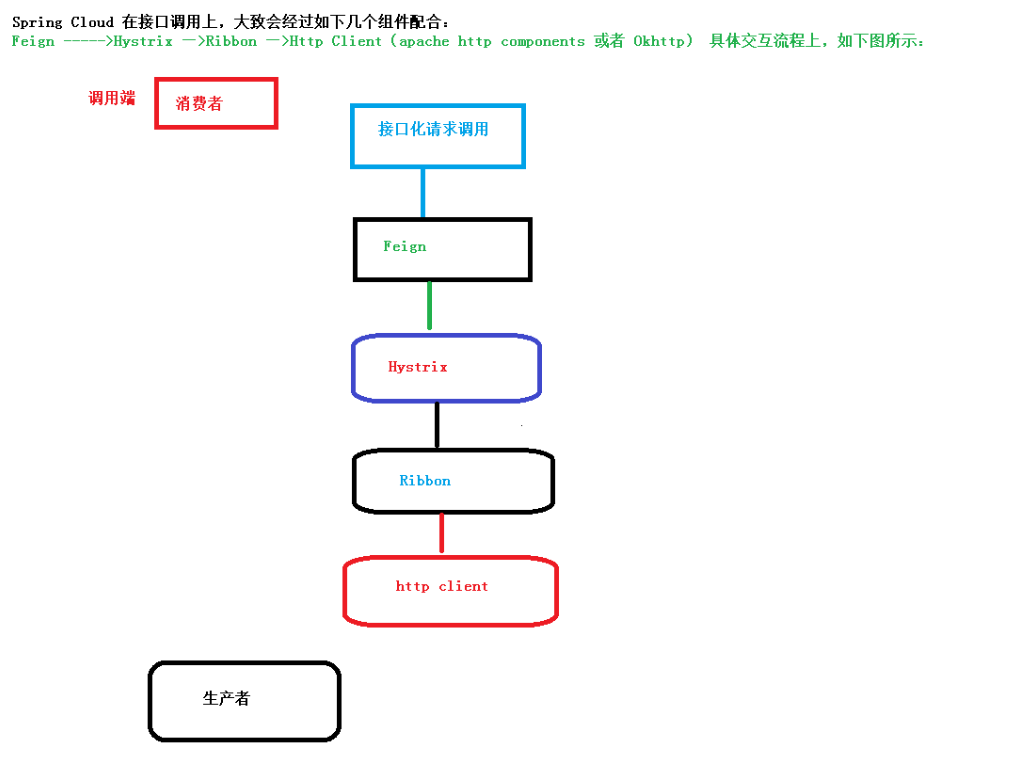 Spring Cloud 在接口调用上，大致会经过如下几个组件配合：
Feign ----->Hystrix —>Ribbon —>Http Client（apache http components 或者 Okhttp） 具体交互流程上，如下图所示：
调用端
消费者
接口化请求调用
Feign
Hystrix
Ribbon
http client
生产者